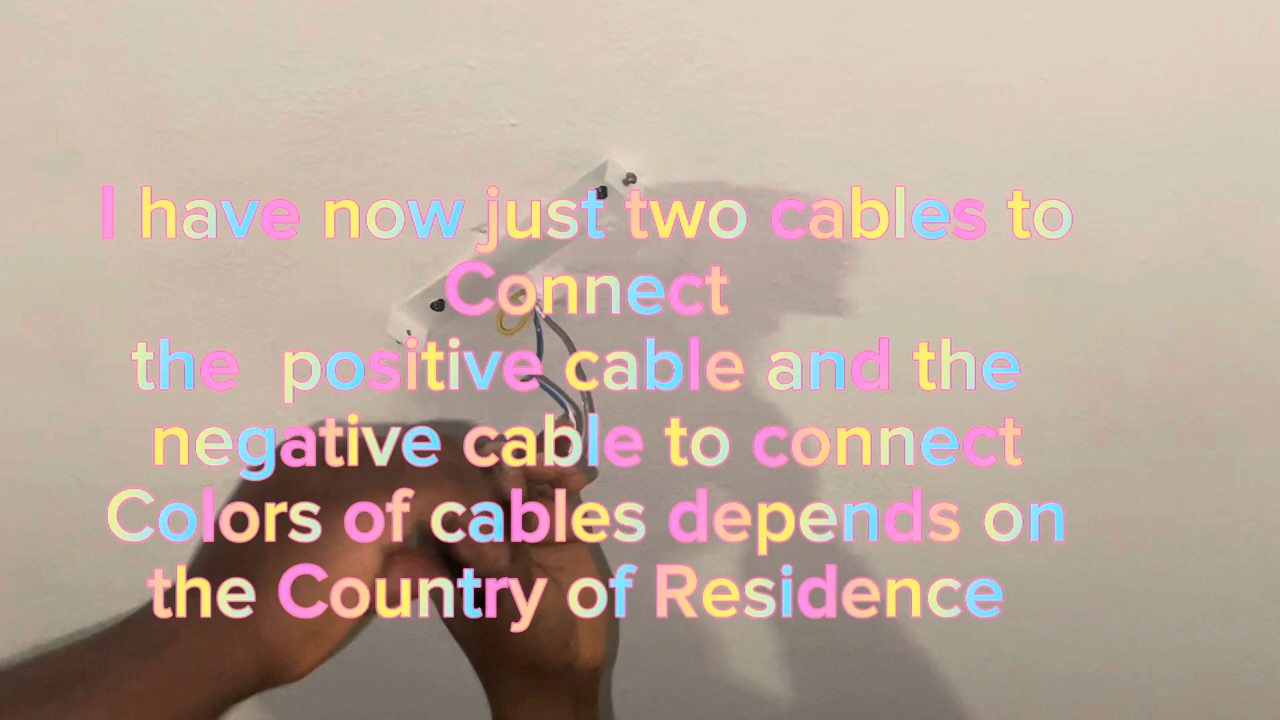 I have now just two cables to
Connect
the  positive cable and the
negative cable to connect
Colors of cables depends on
the Country of Residence